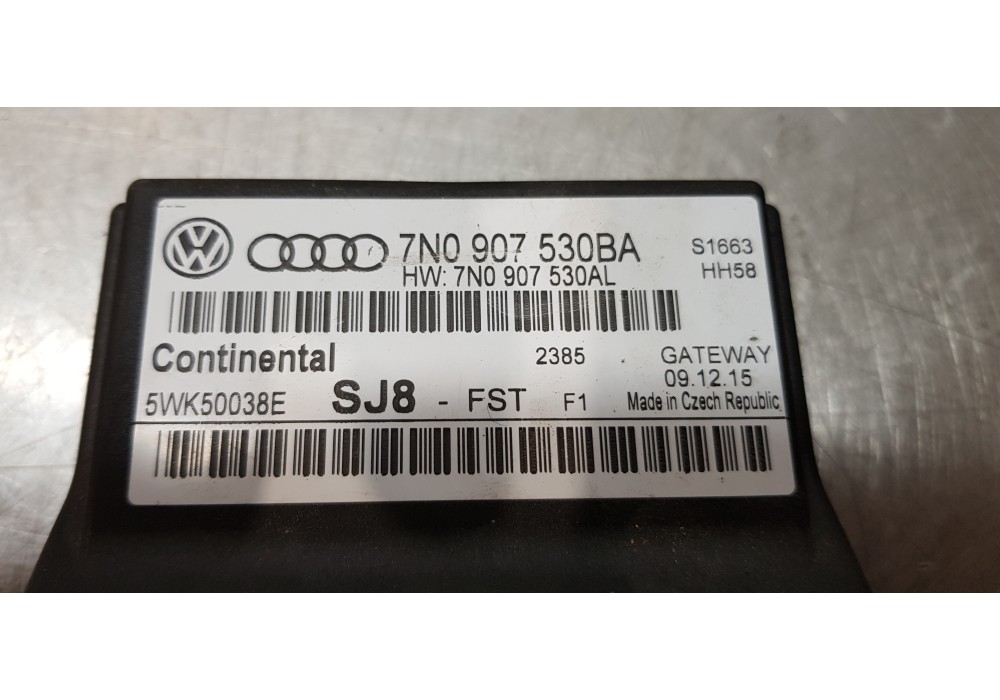 7N0 907 530BA S1663
HW: 7N0 907 530AL HH58
Continental 2385 GATEWAY
09.12.15
5WK50038E SJ8 - FST F1 Made in Czech Republic